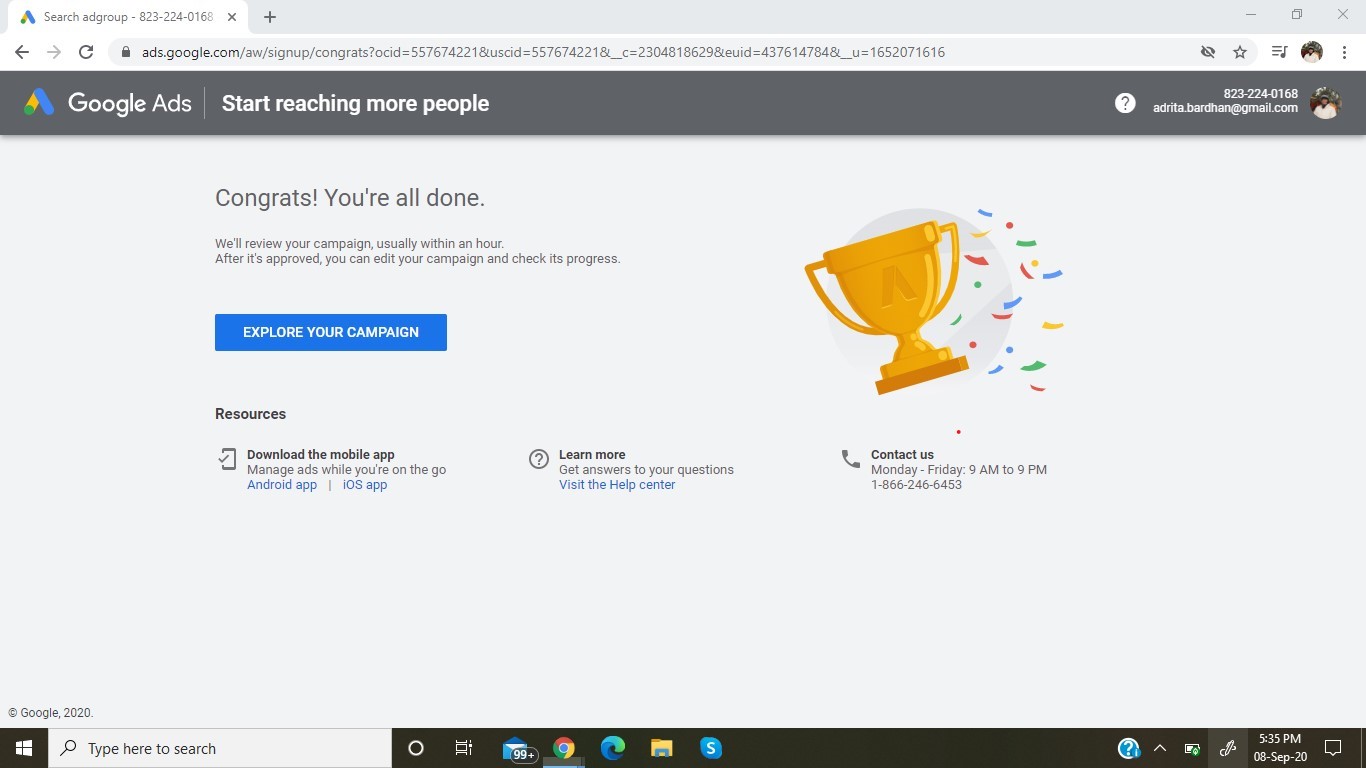 Search adgroup - 823-224-0168
ads.google.com/aw/signup/congrats?ocid=557674221&uscid=557674221&__c=2304818629&euid=437614784&__u=1652071616
Google Ads
Start reaching more people
823-224-0168
adrita.bardhan@gmail.com
Congrats! You're all done.
We'll review your campaign, usually within an hour.
After it's approved, you can edit your campaign and check its progress.
EXPLORE YOUR CAMPAIGN
Resources
Download the mobile app
Manage ads while you're on the go
Android app | iOS app
Learn more
Get answers to your questions
Visit the Help center
Contact us
Monday - Friday: 9 AM to 9 PM
1-866-246-6453
© Google, 2020.
Type here to search
99+
5:35 PM
08-Sep-20